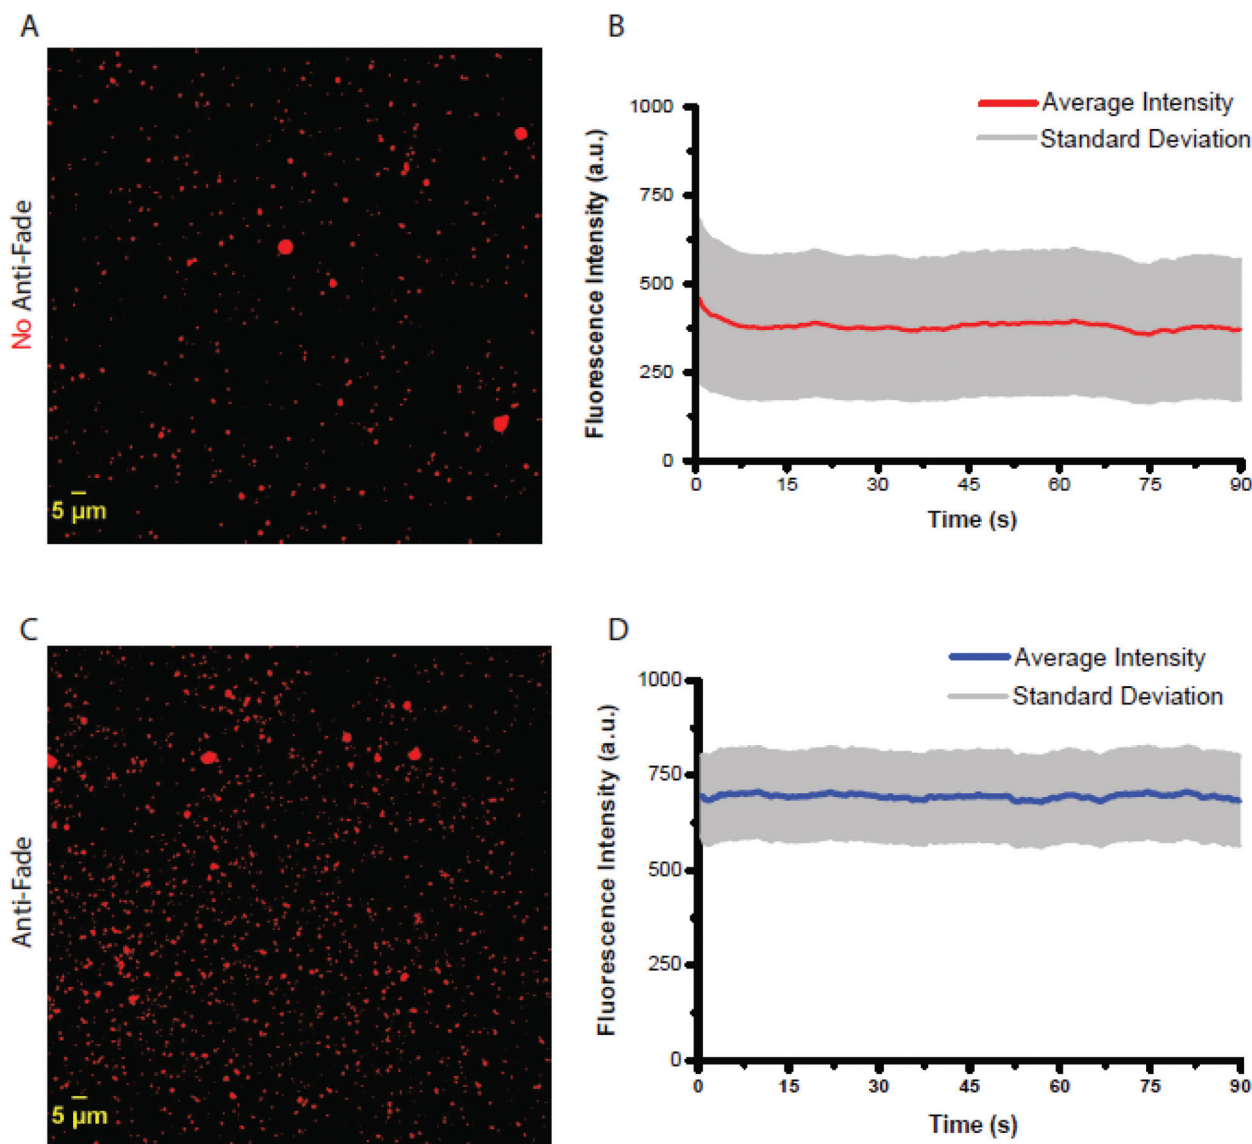 A
No Anti-Fade
5 µm
B
Average Intensity
Standard Deviation
Fluorescence Intensity (a.u.)
1000
750
500
250
0
0 15 30 45 60 75 90
Time (s)
C
Anti-Fade
5 µm
D
Average Intensity
Standard Deviation
Fluorescence Intensity (a.u.)
1000
750
500
250
0
0 15 30 45 60 75 90
Time (s)